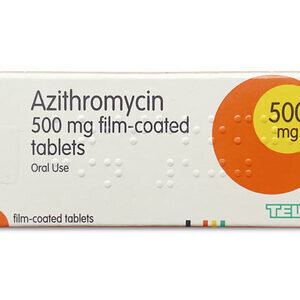 Azithromycin
500 mg film-coated
tablets
Oral Use
500
mg
film-coated tablets